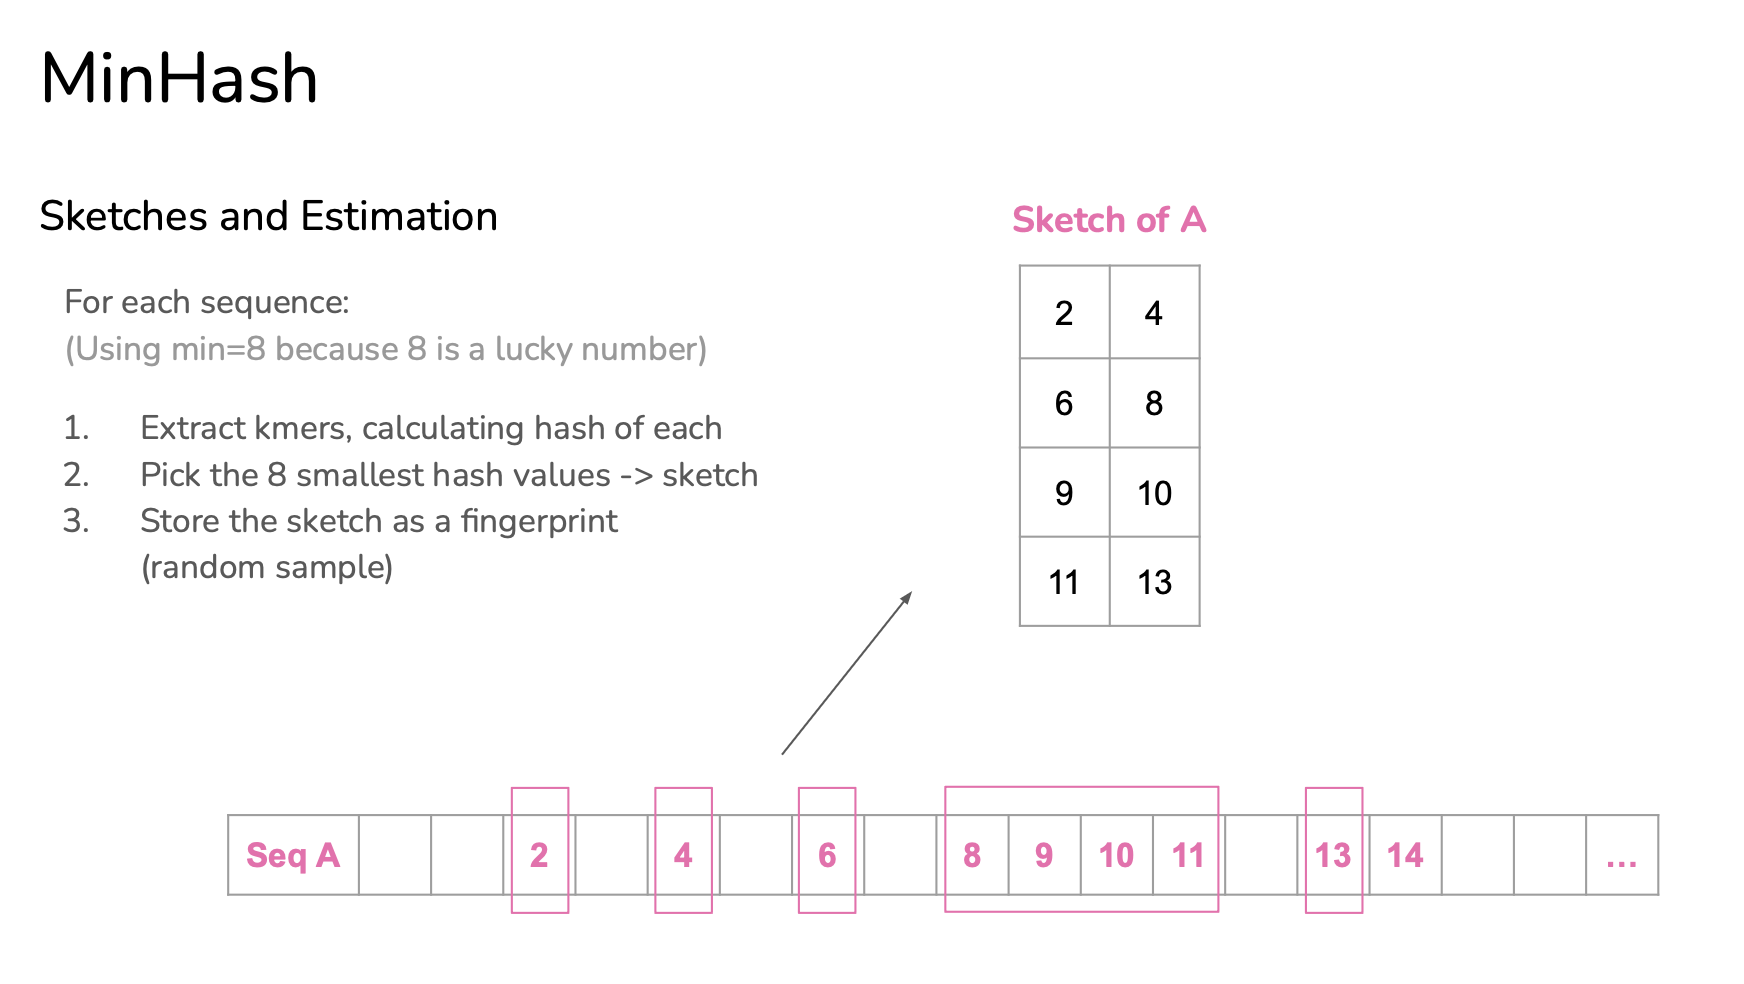 MinHash
Sketches and Estimation
For each sequence:
(Using min=8 because 8 is a lucky number)
1. Extract kmers, calculating hash of each
2. Pick the 8 smallest hash values -> sketch
3. Store the sketch as a fingerprint
(random sample)
Sketch of A
2 4
6 8
9 10
11 13
Seq A 2 4 6 8 9 10 11 13 14 ...